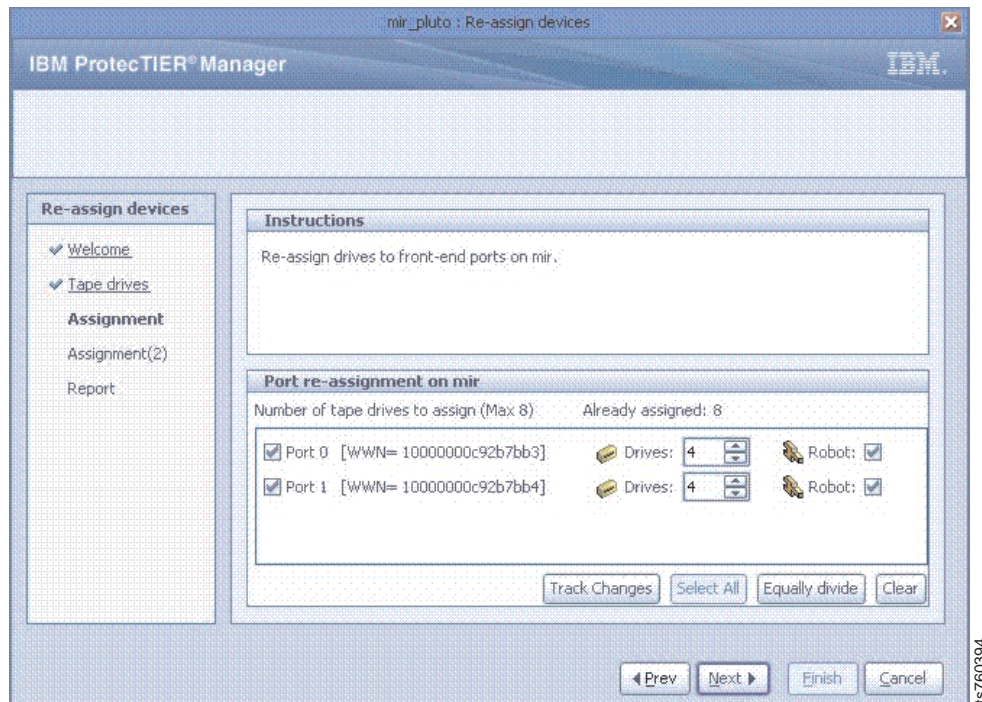 mir_pluto : Re-assign devices
IBM ProtecTIER® Manager
IBM.
Re-assign devices
Welcome
Tape drives
Assignment
Assignment(2)
Report
Instructions
Re-assign drives to front-end ports on mir.
Port re-assignment on mir
Number of tape drives to assign (Max 8) Already assigned: 8
Port 0 [WWN= 10000000c92b7bb3] Drives: 4 Robot:
Port 1 [WWN= 10000000c92b7bb4] Drives: 4 Robot:
Track Changes Select All Equally divide Clear
Prev Next Finish Cancel
ts760394